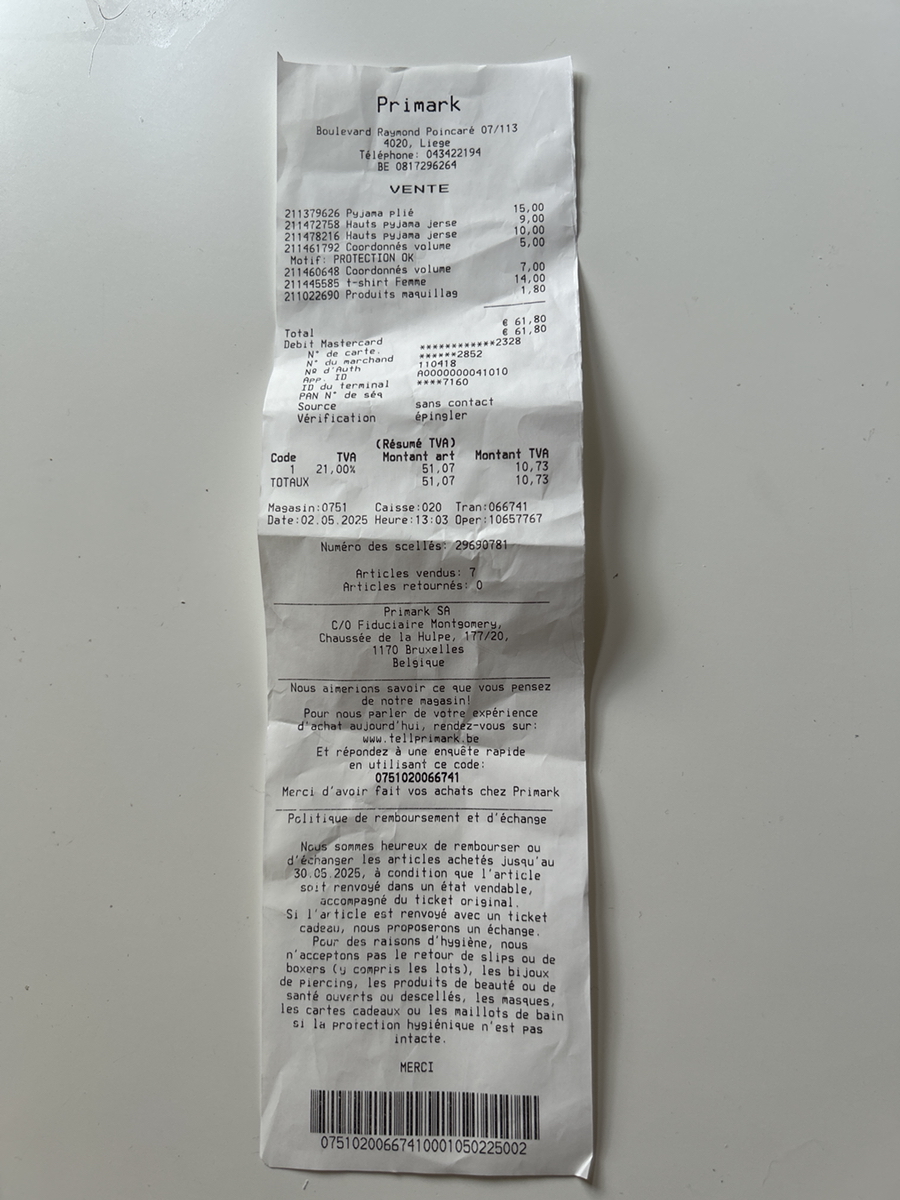 Primark
Boulevard Raymond Poincaré 07/113
4020, Liege
Téléphone: 043422194
BE 0817296264
VENTE
211379626 Pyjama plié 15,00
211472758 Hauts pyjama jerse 9,00
211478216 Hauts pyjama jerse 10,00
211461792 Coordonnés volume 5,00
Motif: PROTECTION OK
211460648 Coordonnés volume 7,00
211445585 t-shirt Femme 14,00
211022690 Produits maquillag 1,80
Total € 61,80
Debit Mastercard € 61,80
N° de carte. ************2328
N° du marchand ******2852
Nº d'Auth 110418
App. ID A0000000041010
ID du terminal ****7160
PAN N° de séq
Source sans contact
Vérification épingler
(Résumé TVA)
Code TVA Montant art Montant TVA
1 21,00% 51,07 10,73
TOTAUX 51,07 10,73
Magasin:0751 Caisse:020 Tran:066741
Date:02.05.2025 Heure:13:03 Oper:10657767
Numéro des scellés: 29690781
Articles vendus: 7
Articles retournés: 0
Primark SA
C/O Fiduciaire Montgomery,
Chaussée de la Hulpe, 177/20,
1170 Bruxelles
Belgique
Nous aimerions savoir ce que vous pensez
de notre magasin!
Pour nous parler de votre expérience
d'achat aujourd'hui, rendez-vous sur:
www.tellprimark.be
Et répondez à une enquête rapide
en utilisant ce code:
0751020066741
Merci d'avoir fait vos achats chez Primark
Politique de remboursement et d'échange
Nous sommes heureux de rembourser ou
d'échanger les articles achetés jusqu'au
30.05.2025, à condition que l'article
soit renvoyé dans un état vendable,
accompagné du ticket original.
Si l'article est renvoyé avec un ticket
cadeau, nous proposerons un échange.
Pour des raisons d'hygiène, nous
n'acceptons pas le retour de slips ou de
boxers (y compris les lots), les bijoux
de piercing, les produits de beauté ou de
santé ouverts ou descellés, les masques,
les cartes cadeaux ou les maillots de bain
si la protection hygiénique n'est pas
intacte.
MERCI
07510200667410001050225002